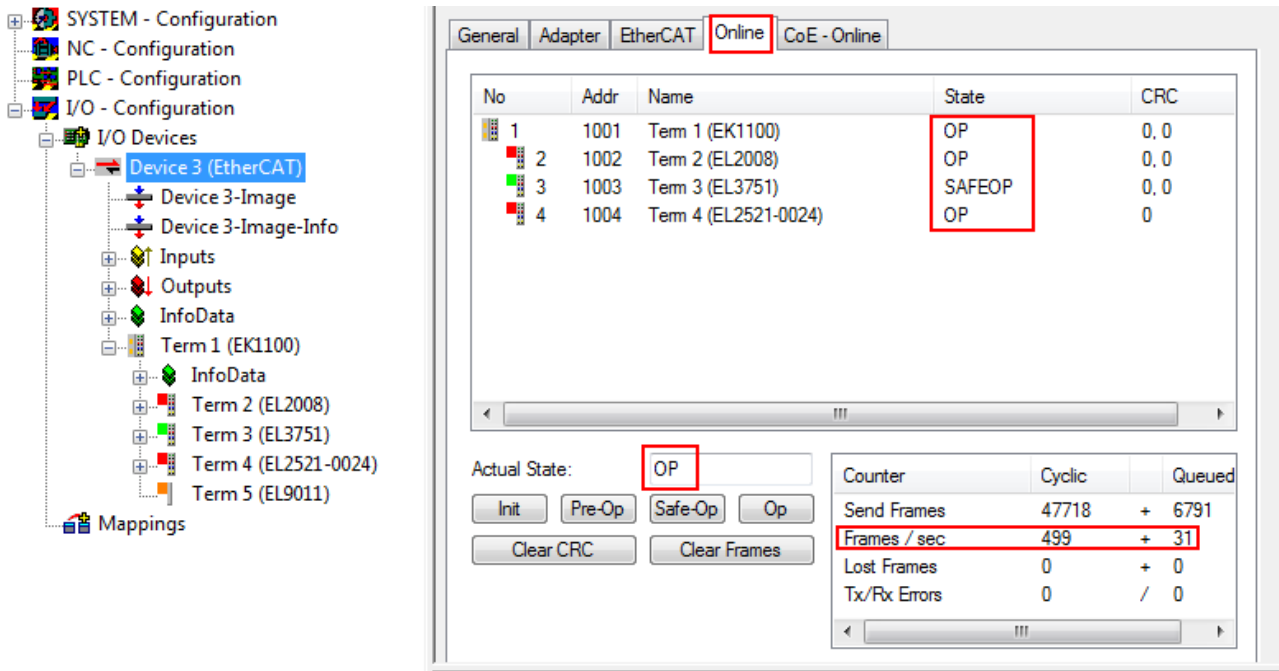 SYSTEM - Configuration
NC - Configuration
PLC - Configuration
I/O - Configuration
I/O Devices
Device 3 (EtherCAT)
Device 3-Image
Device 3-Image-Info
Inputs
Outputs
InfoData
Term 1 (EK1100)
InfoData
Term 2 (EL2008)
Term 3 (EL3751)
Term 4 (EL2521-0024)
Term 5 (EL9011)
Mappings
General Adapter EtherCAT Online CoE - Online
No Addr Name State CRC
1 1001 Term 1 (EK1100) OP 0, 0
2 1002 Term 2 (EL2008) OP 0, 0
3 1003 Term 3 (EL3751) SAFEOP 0, 0
4 1004 Term 4 (EL2521-0024) OP 0
Actual State: OP
Init Pre-Op Safe-Op Op
Clear CRC Clear Frames
Counter Cyclic Queued
Send Frames 47718 + 6791
Frames / sec 499 + 31
Lost Frames 0 + 0
Tx/Rx Errors 0 / 0